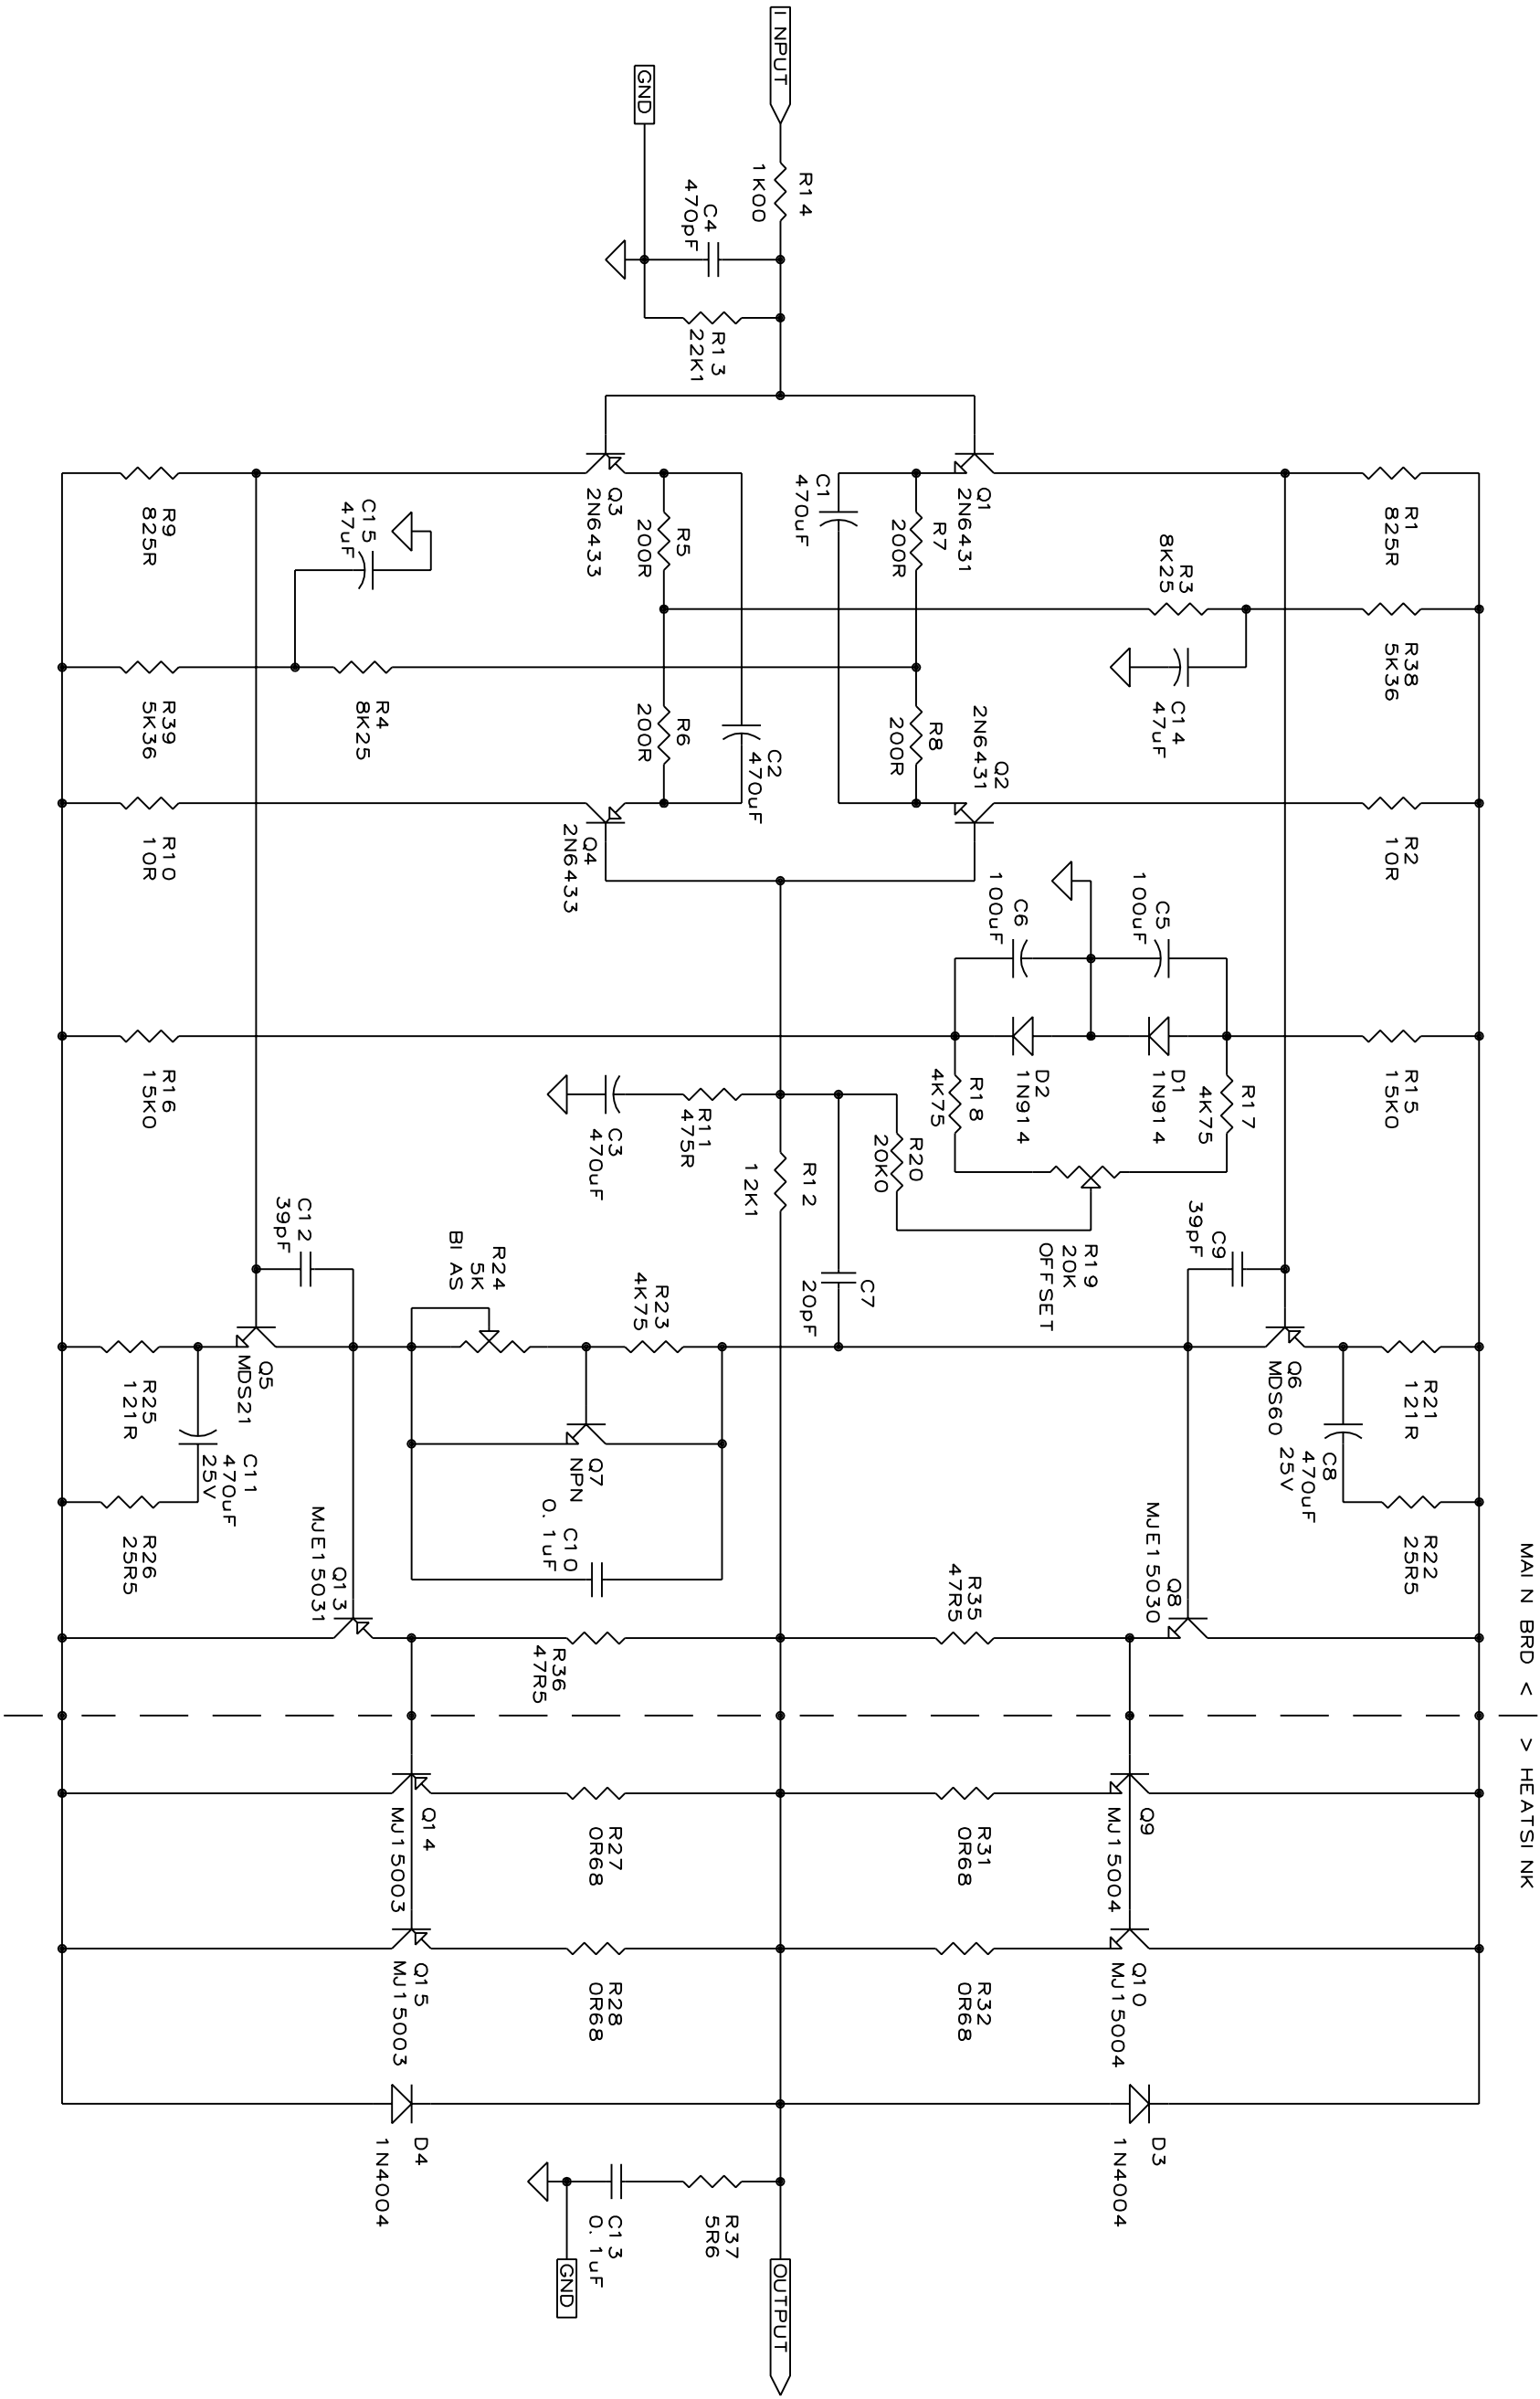 MAIN BRD < > HEATSINK
INPUT
GND
R14
1K00
C4
470pF
R13
22K1
R1
825R
Q1
2N6431
C1
470uF
R7
200R
Q3
2N6433
R5
200R
C15
47uF
R9
825R
R3
8K25
R38
5K36
C14
47uF
R4
8K25
R39
5K36
R8
200R
R6
200R
C2
470uF
Q2
2N6431
Q4
2N6433
R2
10R
R10
10R
C5
100uF
C6
100uF
D1
1N914
D2
1N914
R15
15K0
R16
15K0
R17
4K75
R18
4K75
R19
20K
OFFSET
R20
20K0
R11
475R
C3
470uF
R12
12K1
C7
20pF
C9
39pF
C12
39pF
Q6
MDS60
R21
121R
C8
470uF
25V
R22
25R5
R23
4K75
R24
5K
BIAS
Q7
NPN
C10
0.1uF
Q5
MDS21
R25
121R
C11
470uF
25V
R26
25R5
Q8
MJE15030
Q13
MJE15031
R35
47R5
R36
47R5
Q9
MJ15004
R31
0R68
R27
0R68
Q14
MJ15003
Q10
MJ15004
R32
0R68
R28
0R68
Q15
MJ15003
D3
1N4004
D4
1N4004
R37
5R6
C13
0.1uF
GND
OUTPUT